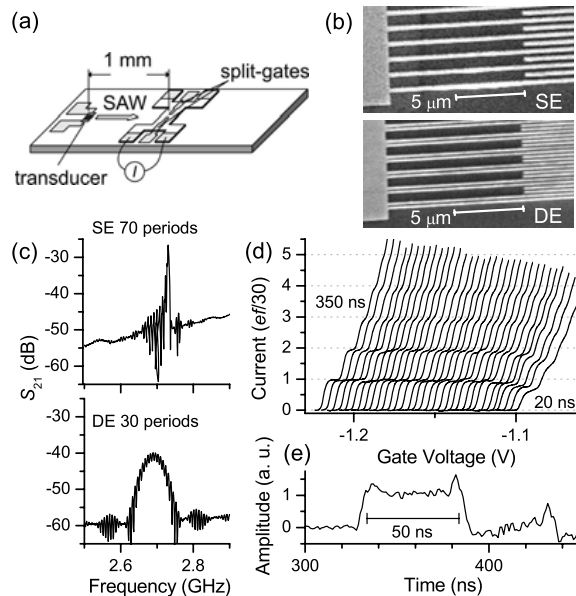 (a)
1 mm
split-gates
SAW
I
transducer
(b)
5 μm
SE
5 μm
DE
(c)
SE 70 periods
-30
-40
-50
-60
S21 (dB)
DE 30 periods
-30
-40
-50
-60
2.6
2.8
Frequency (GHz)
(d)
5
4
3
2
1
0
Current (ef/30)
350 ns
20 ns
-1.2
-1.1
Gate Voltage (V)
(e)
1
0
Amplitude (a. u.)
50 ns
300
400
Time (ns)